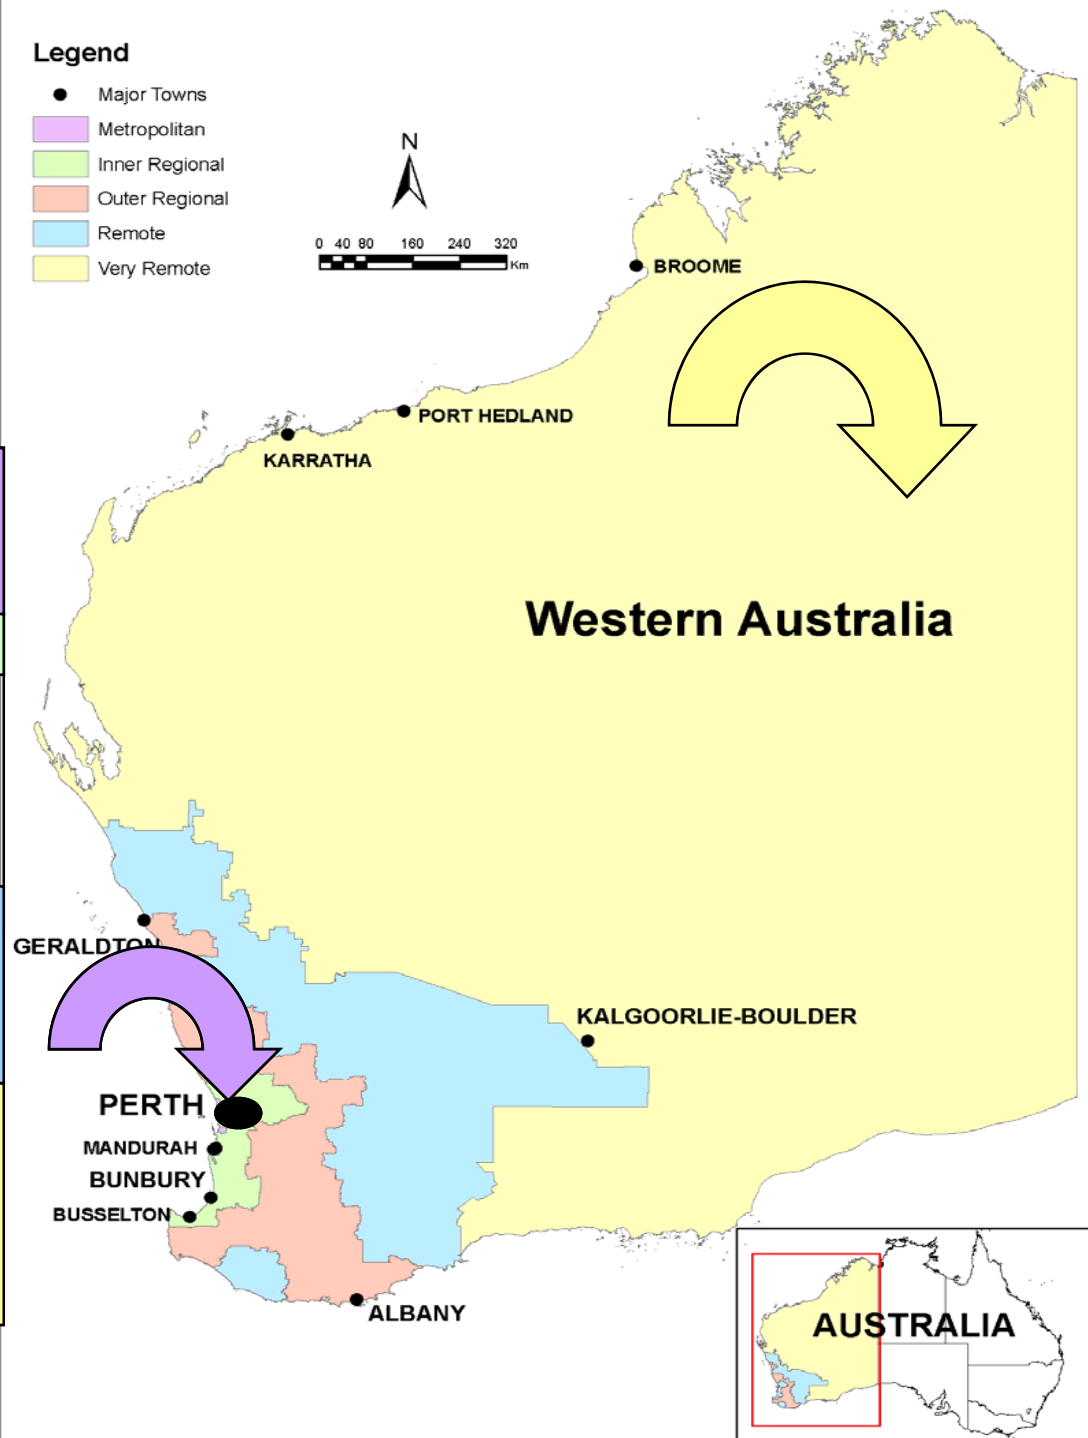 Legend
Major Towns
Metropolitan
Inner Regional
Outer Regional
Remote
Very Remote
N
0 40 80 160 240 320
Km
BROOME
PORT HEDLAND
KARRATHA
Western Australia
GERALDTON
KALGOORLIE-BOULDER
PERTH
MANDURAH
BUNBURY
BUSSELTON
ALBANY
AUSTRALIA